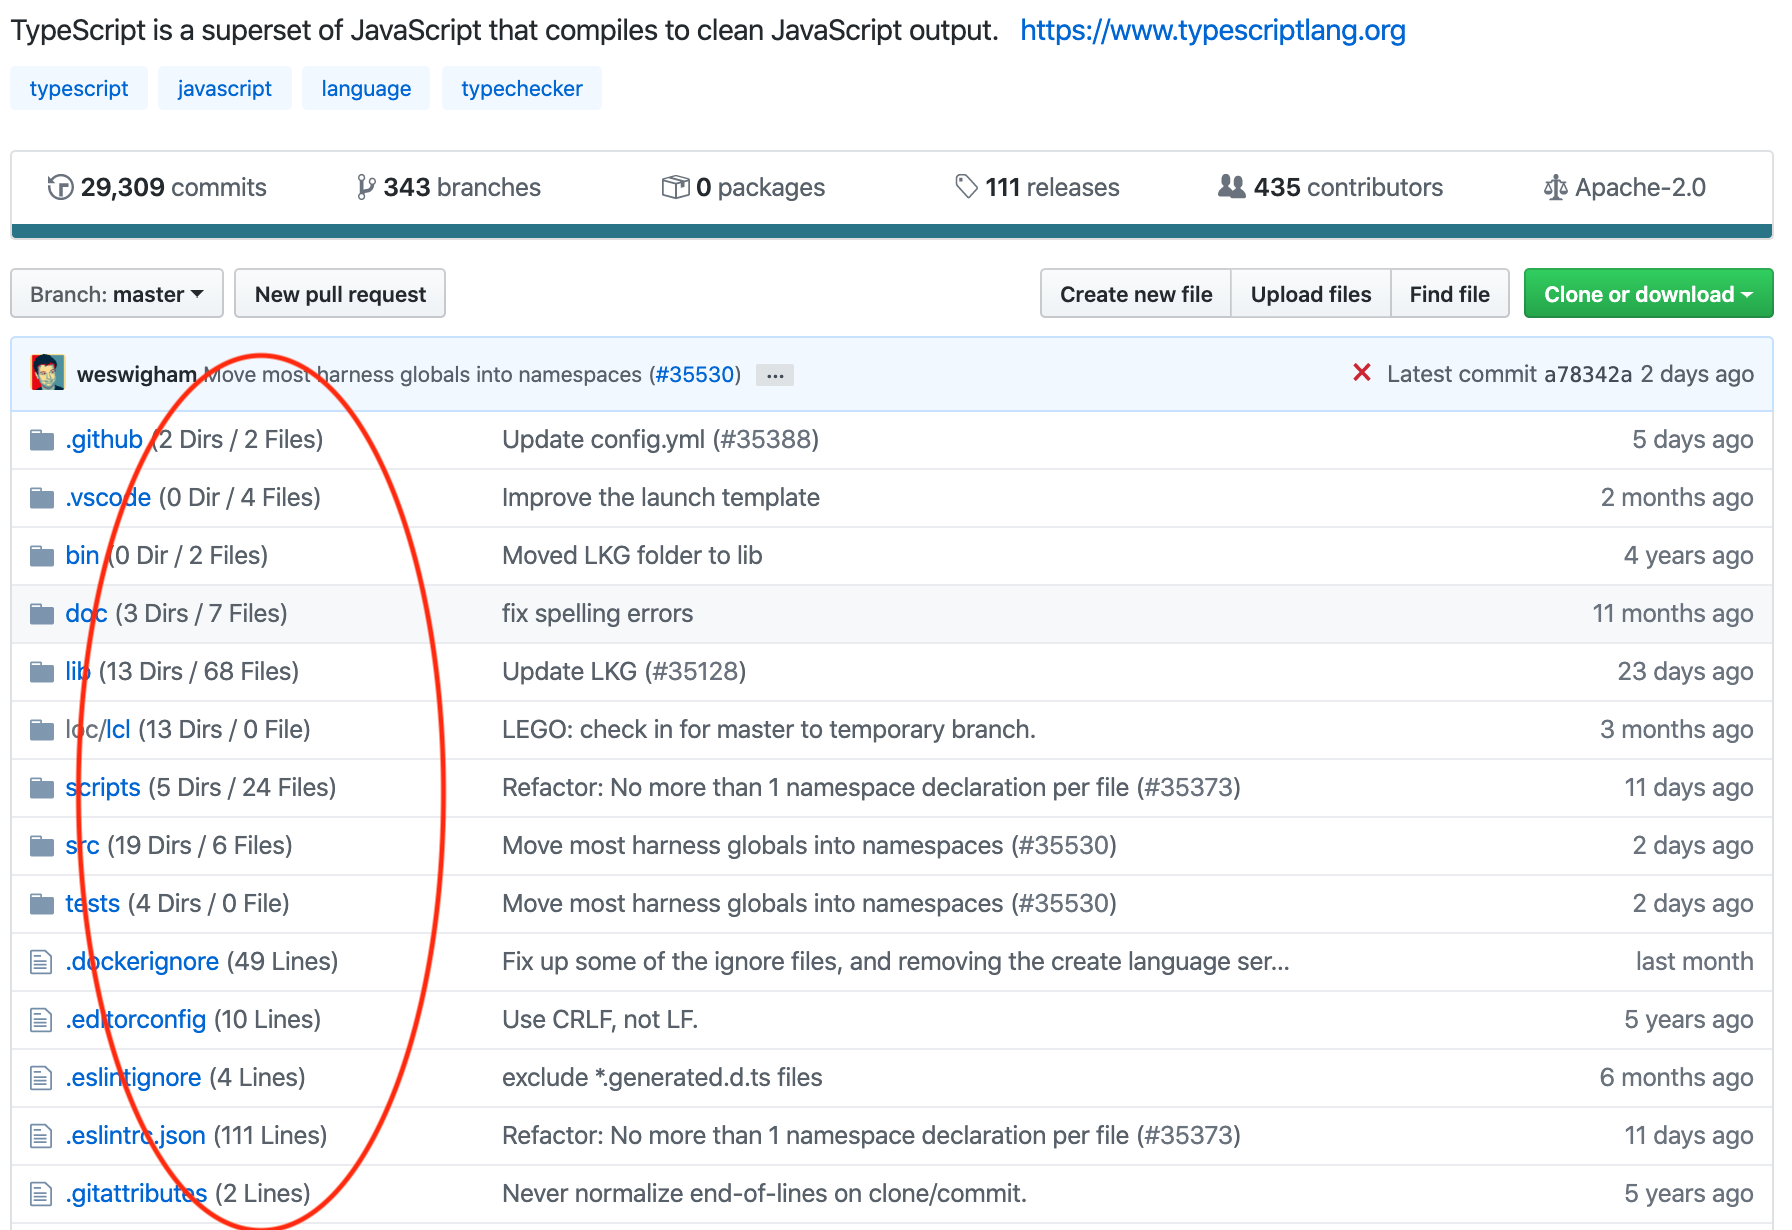 TypeScript is a superset of JavaScript that compiles to clean JavaScript output. https://www.typescriptlang.org
typescript javascript language typechecker
29,309 commits 343 branches 0 packages 111 releases 435 contributors Apache-2.0
Branch: master New pull request Create new file Upload files Find file Clone or download
weswigham Move most harness globals into namespaces (#35530) ... Latest commit a78342a 2 days ago
.github (2 Dirs / 2 Files) Update config.yml (#35388) 5 days ago
.vscode (0 Dir / 4 Files) Improve the launch template 2 months ago
bin (0 Dir / 2 Files) Moved LKG folder to lib 4 years ago
doc (3 Dirs / 7 Files) fix spelling errors 11 months ago
lib (13 Dirs / 68 Files) Update LKG (#35128) 23 days ago
loc/lcl (13 Dirs / 0 File) LEGO: check in for master to temporary branch. 3 months ago
scripts (5 Dirs / 24 Files) Refactor: No more than 1 namespace declaration per file (#35373) 11 days ago
src (19 Dirs / 6 Files) Move most harness globals into namespaces (#35530) 2 days ago
tests (4 Dirs / 0 File) Move most harness globals into namespaces (#35530) 2 days ago
.dockerignore (49 Lines) Fix up some of the ignore files, and removing the create language ser... last month
.editorconfig (10 Lines) Use CRLF, not LF. 5 years ago
.eslintignore (4 Lines) exclude *.generated.d.ts files 6 months ago
.eslintrc.json (111 Lines) Refactor: No more than 1 namespace declaration per file (#35373) 11 days ago
.gitattributes (2 Lines) Never normalize end-of-lines on clone/commit. 5 years ago